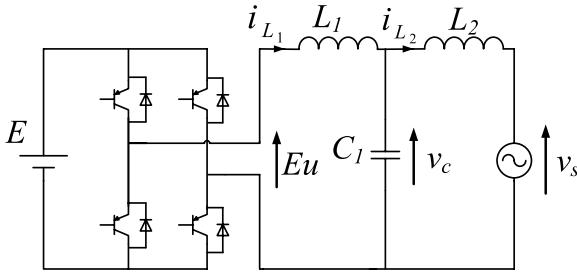 i_{L_1}
L_1
i_{L_2}
L_2
E
Eu
C_1
v_c
v_s